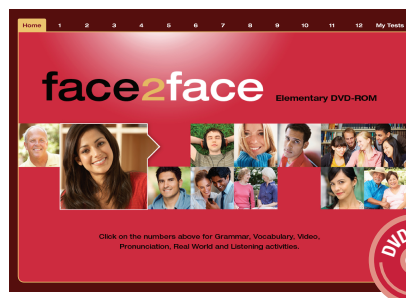 Home 1 2 3 4 5 6 7 8 9 10 11 12 My Tests
face2face Elementary DVD-ROM
Click on the numbers above for Grammar, Vocabulary, Video,
Pronunciation, Real World and Listening activities.
DVD